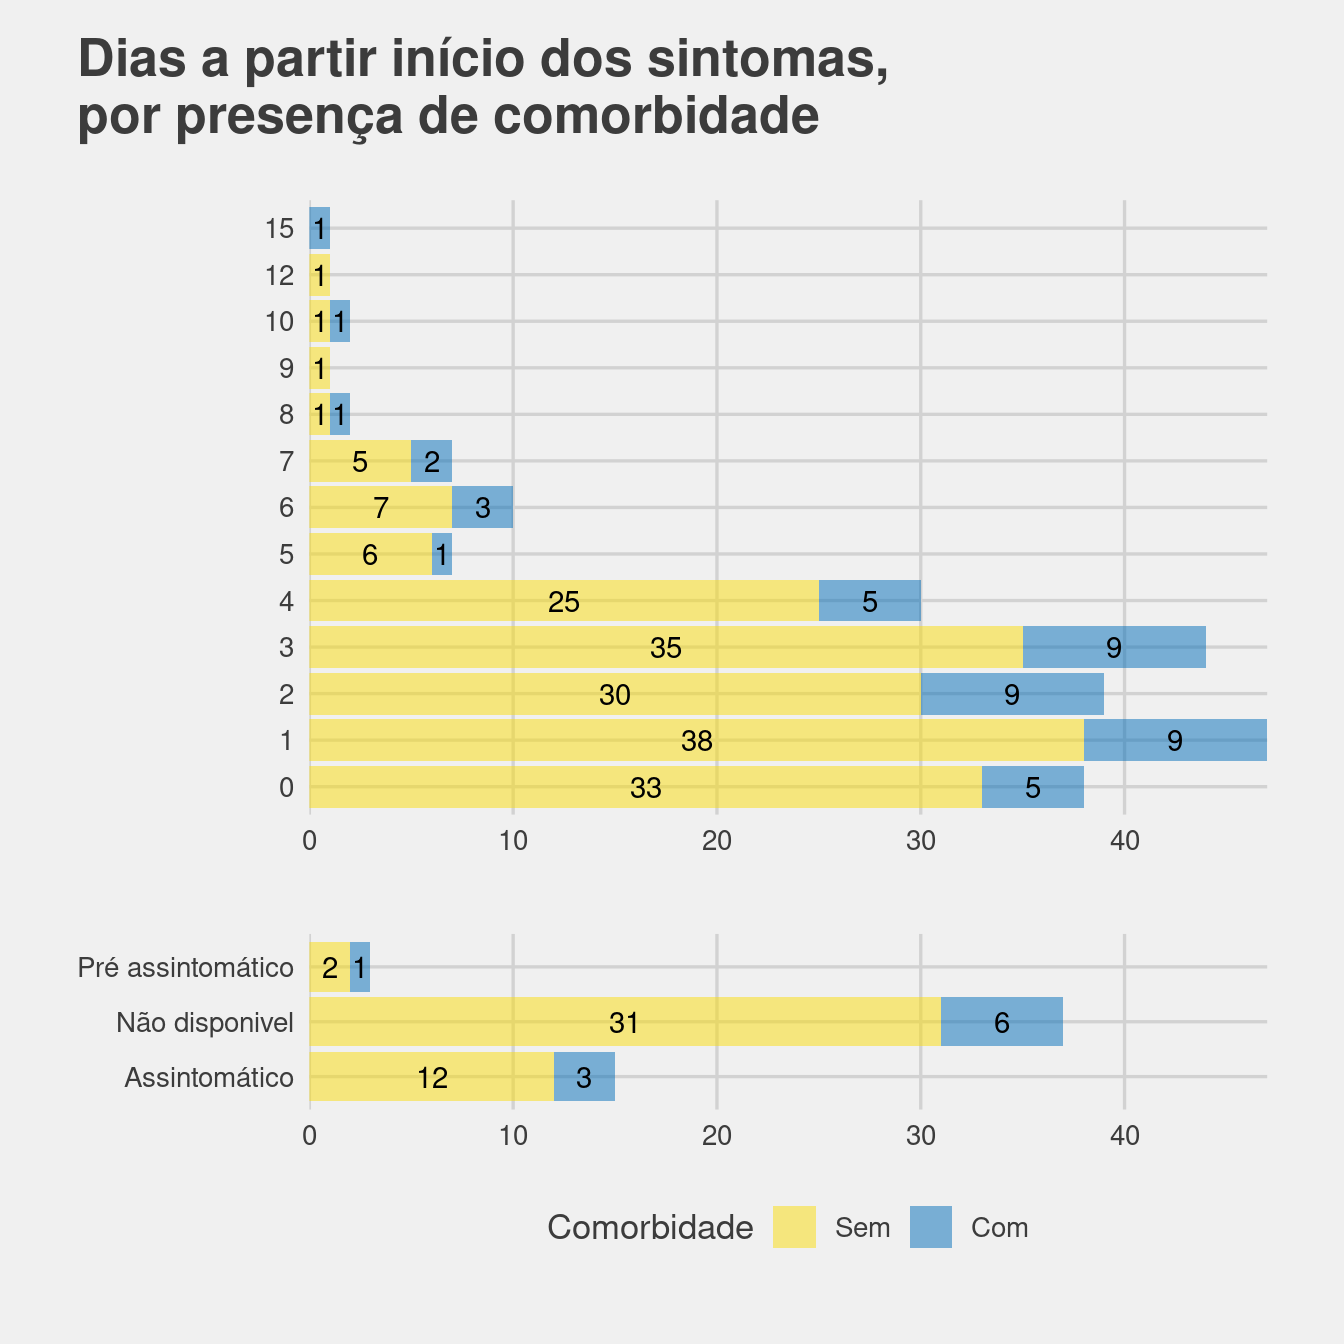 Dias a partir início dos sintomas,
por presença de comorbidade
15 1
12 1
10 1 1
9 1
8 1 1
7 5 2
6 7 3
5 6 1
4 25 5
3 35 9
2 30 9
1 38 9
0 33 5
0 10 20 30 40
Pré assintomático 2 1
Não disponivel 31 6
Assintomático 12 3
0 10 20 30 40
Comorbidade Sem Com